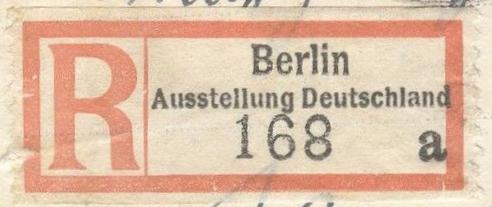 R
Berlin
Ausstellung Deutschland
168 a